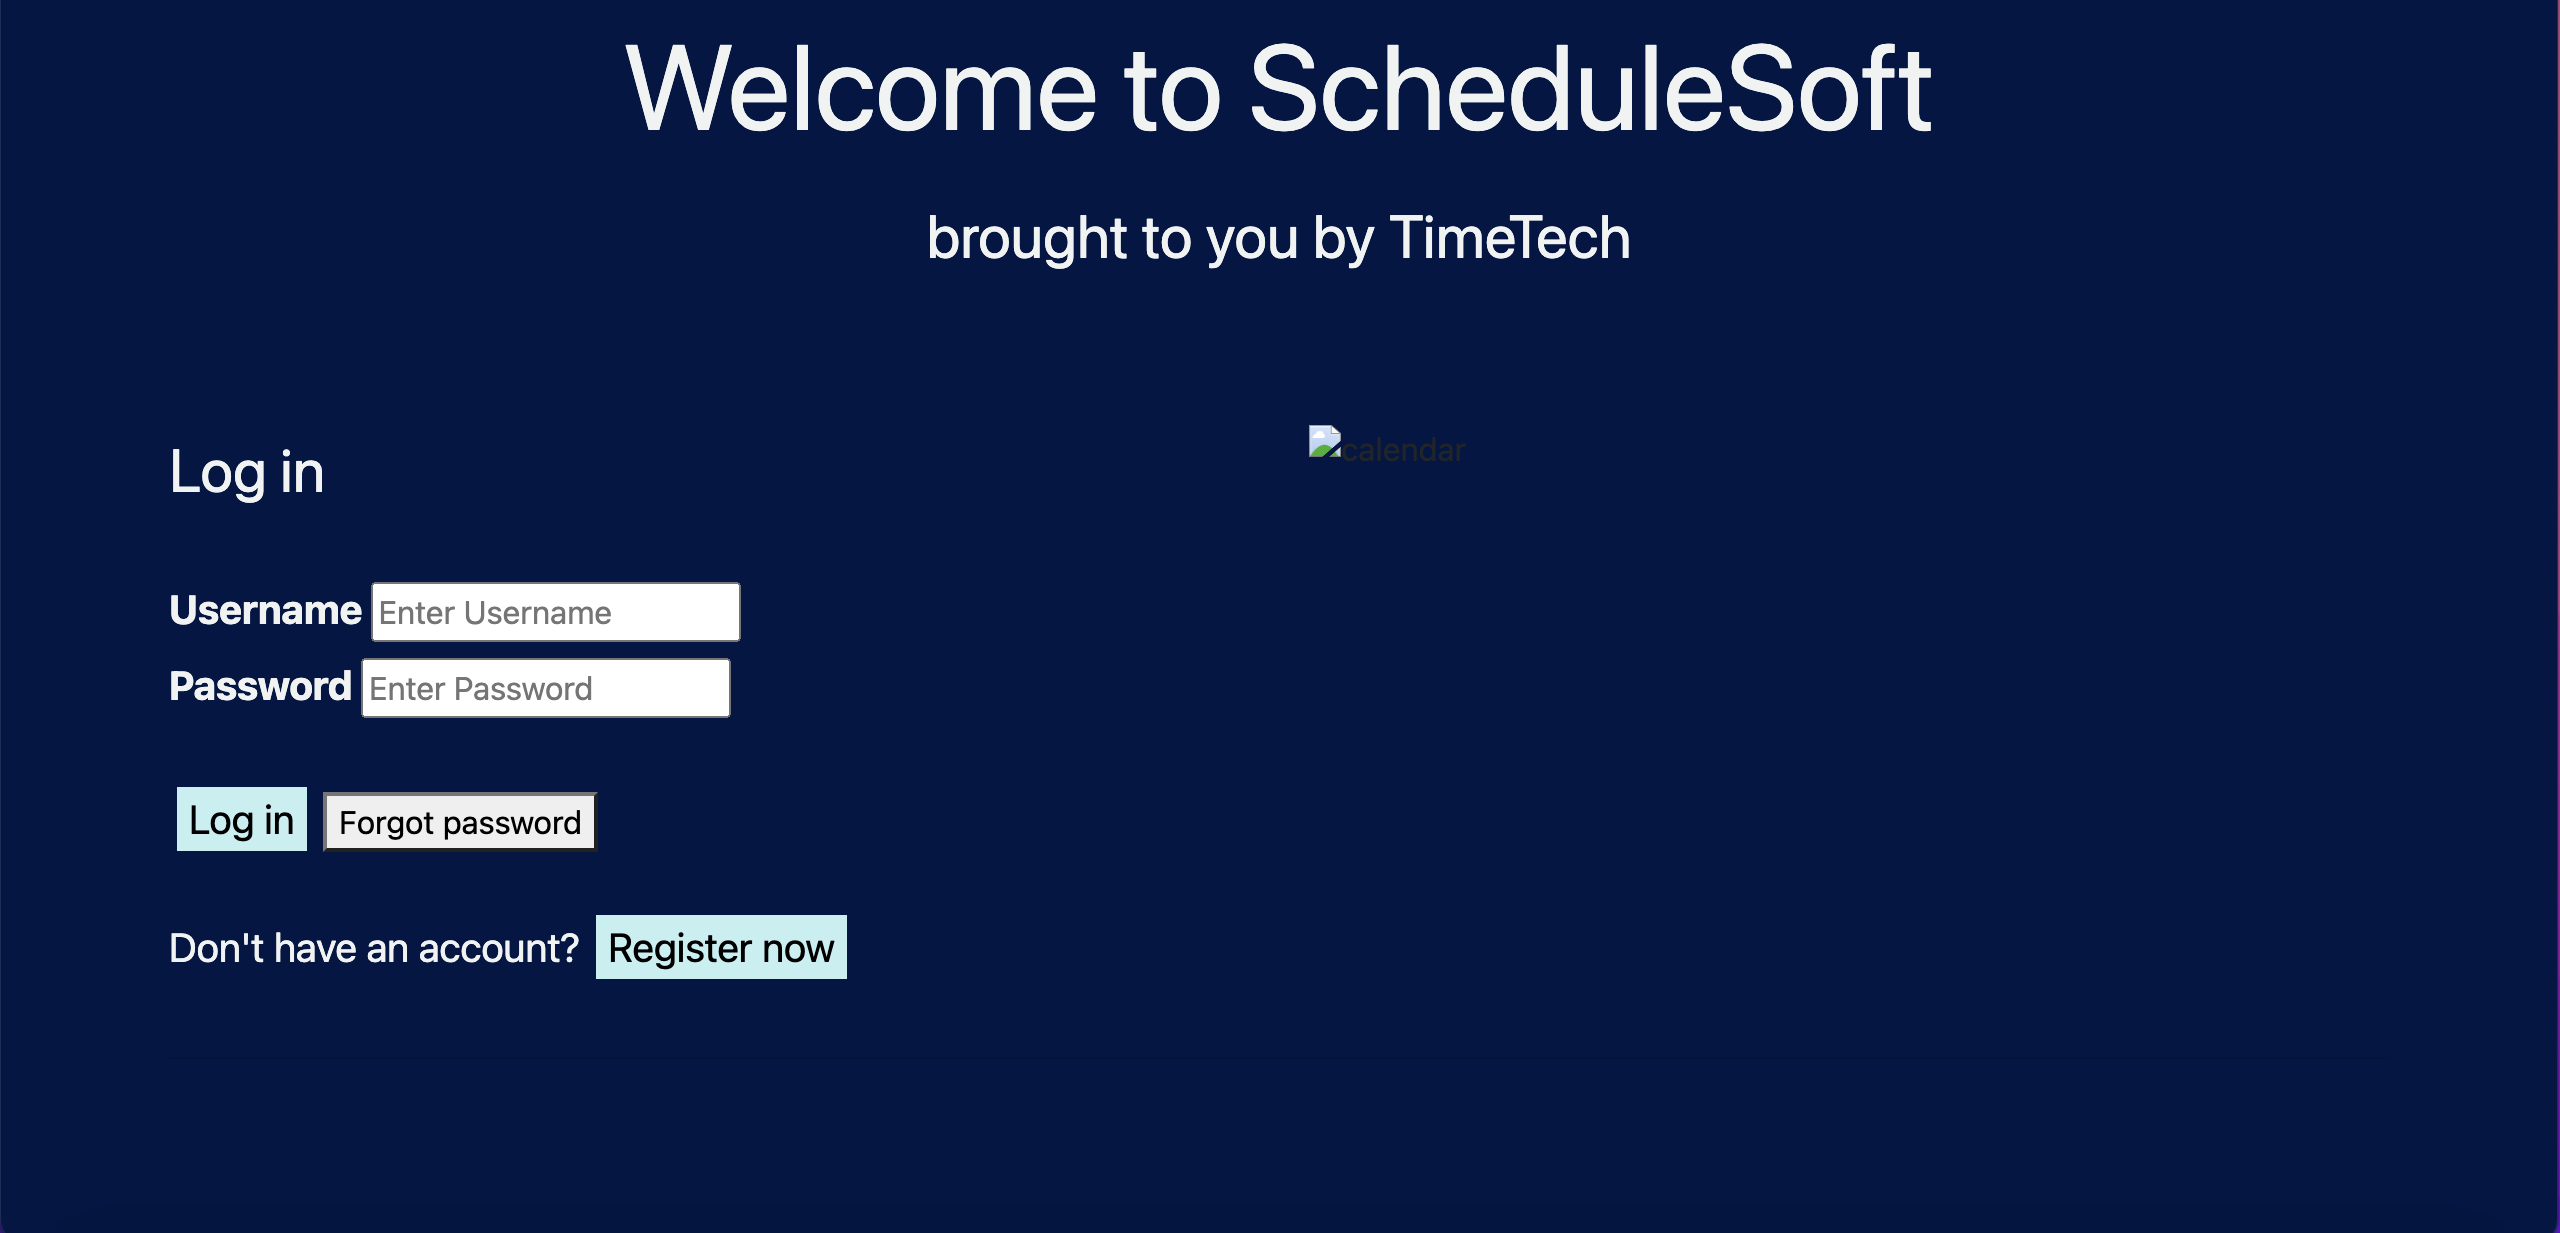 Welcome to ScheduleSoft
brought to you by TimeTech
Log in
calendar
Username Enter Username
Password Enter Password
Log in Forgot password
Don't have an account? Register now